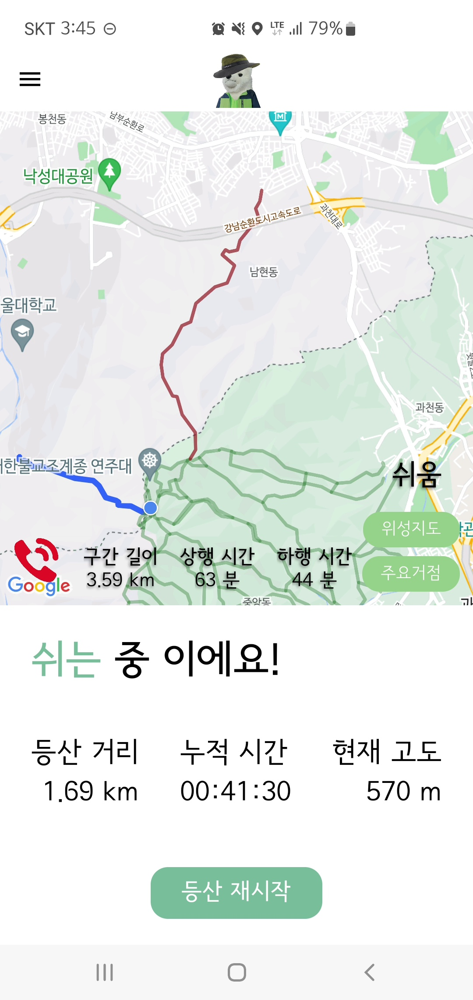 SKT 3:45
LTE 79%
봉천동
남부순환로
낙성대공원
강남순환도시고속도로
과천대로
남현동
울대학교
과천동
대한불교조계종 연주대
쉬움
위성지도
구간 길이 상행 시간 하행 시간
3.59 km 63 분 44 분
주요거점
Google
중앙동
쉬는 중 이에요!
등산 거리 누적 시간 현재 고도
1.69 km 00:41:30 570 m
등산 재시작